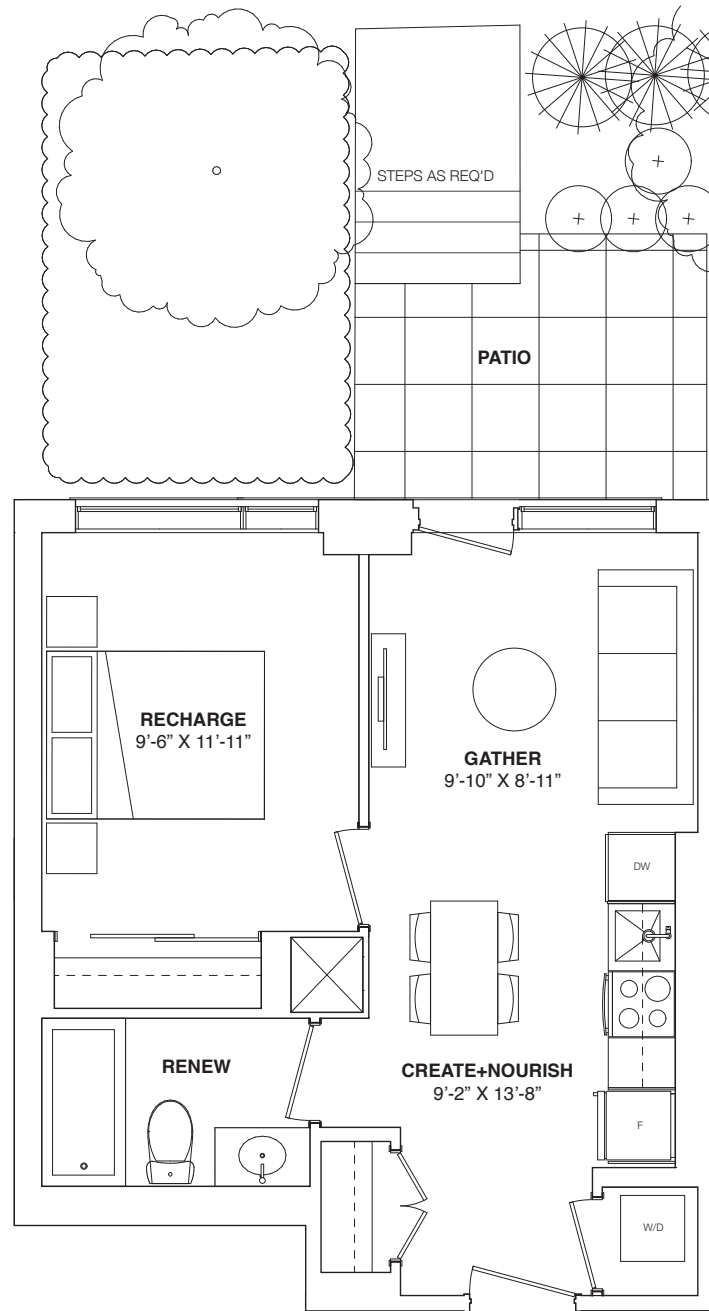 STEPS AS REQ'D
PATIO
RECHARGE
9'-6” X 11'-11”
GATHER
9'-10” X 8'-11”
DW
RENEW
CREATE+NOURISH
9'-2” X 13'-8”
F
W/D